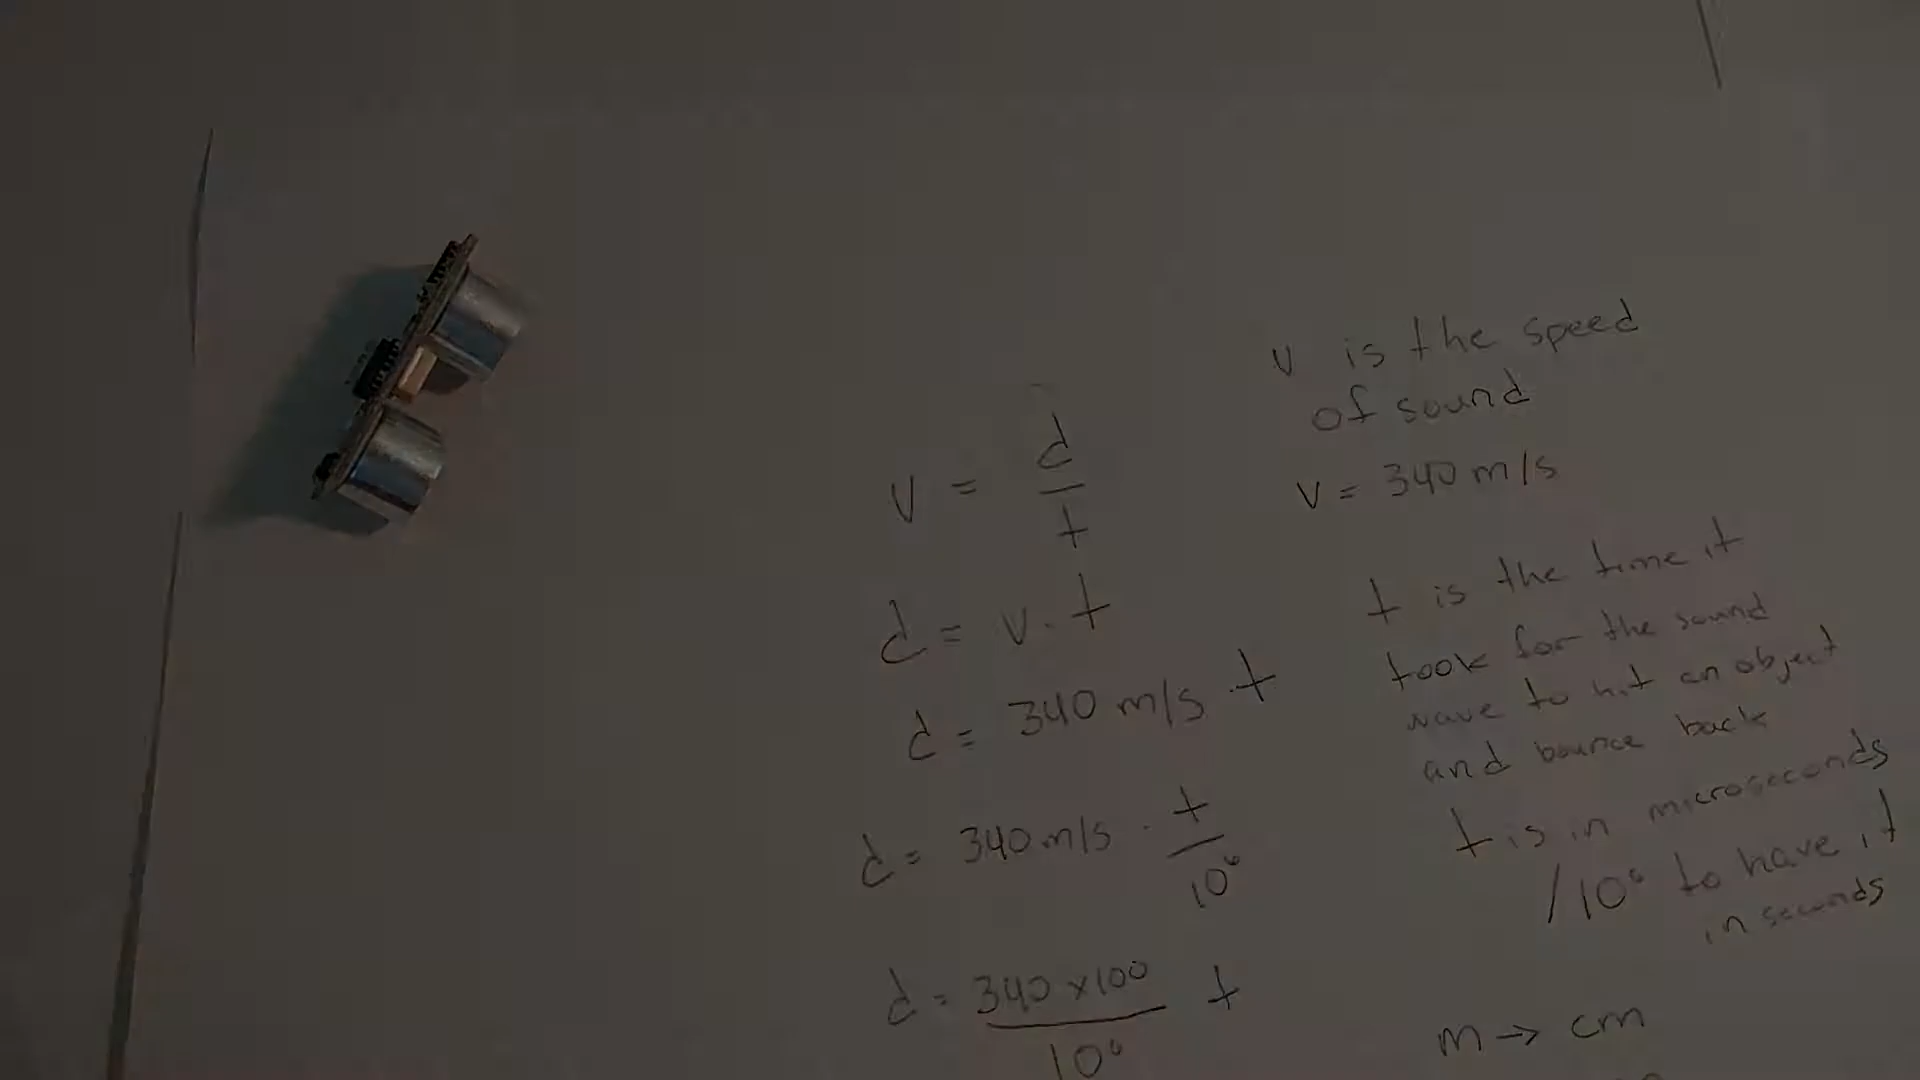 v is the speed
of sound
v = 340 m/s
v = d/t
d = v · t
d = 340 m/s · t
d = 340 m/s · t/10⁶
d = 340 x100/10⁶ t
t is the time it
took for the sound
wave to hit an object
and bounce back
t is in microseconds
/10⁶ to have it
in seconds
m → cm